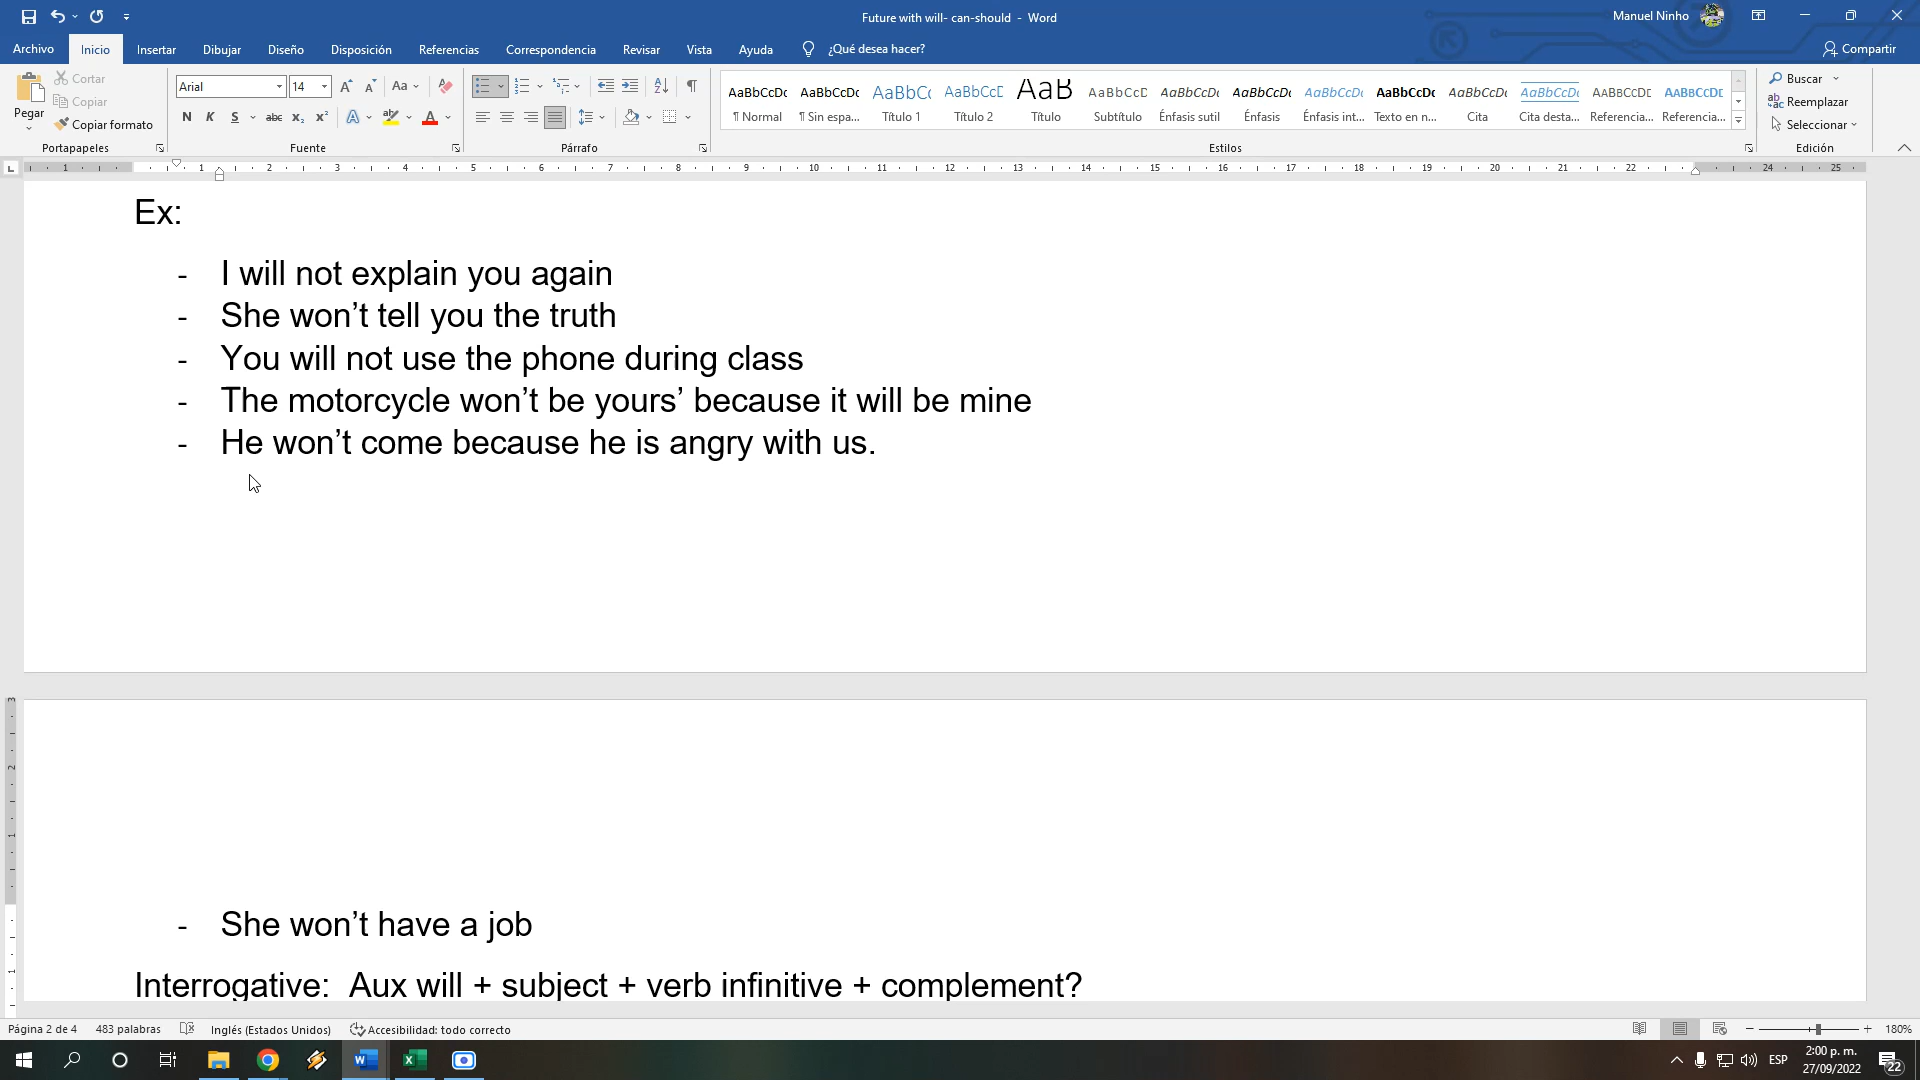 Future with will- can-should - Word
Manuel Ninho
Archivo Inicio Insertar Dibujar Diseño Disposición Referencias Correspondencia Revisar Vista Ayuda ¿Qué desea hacer? Compartir
Pegar
Cortar
Copiar
Copiar formato
Portapapeles
Arial 14
Fuente
Párrafo
AaBbCcDc AaBbCcDc AaBbCc AaBbCcE AaB AaBbCcD AaBbCcDc AaBbCcDc AaBbCcDc AaBbCcDc AaBbCcDc AaBbCcDc AABBCCDE AABBCCDE
¶ Normal ¶ Sin espa... Título 1 Título 2 Título Subtítulo Énfasis sutil Énfasis Énfasis int... Texto en n... Cita Cita desta... Referencia... Referencia...
Estilos
Buscar
Reemplazar
Seleccionar
Edición
Ex:
- I will not explain you again
- She won’t tell you the truth
- You will not use the phone during class
- The motorcycle won’t be yours’ because it will be mine
- He won’t come because he is angry with us.
- She won’t have a job
Interrogative: Aux will + subject + verb infinitive + complement?
Página 2 de 4 483 palabras Inglés (Estados Unidos) Accesibilidad: todo correcto 180%
ESP
2:00 p. m.
27/09/2022
22